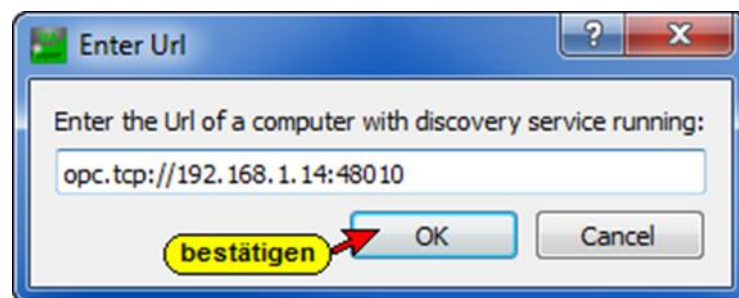 Enter Url
Enter the Url of a computer with discovery service running:
opc.tcp://192.168.1.14:48010
bestätigen
OK Cancel